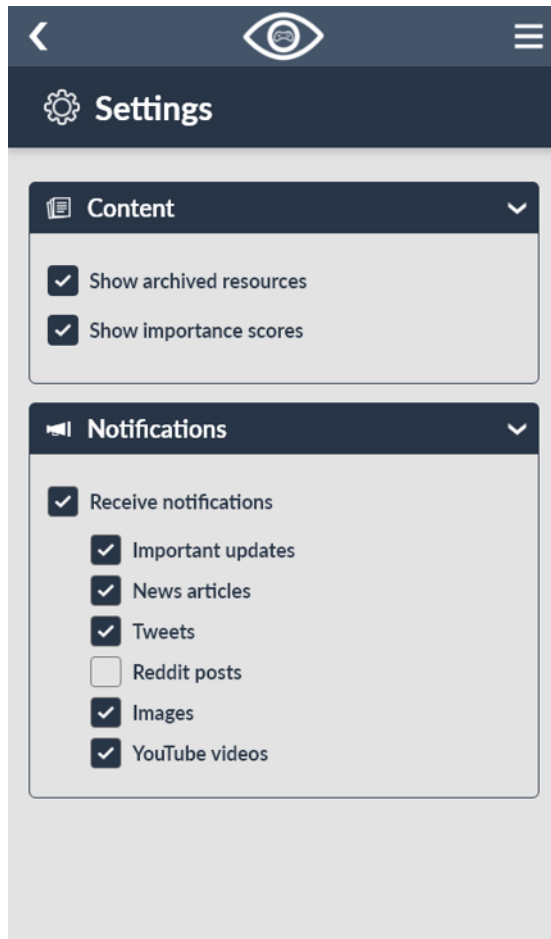 Settings
Content
Show archived resources
Show importance scores
Notifications
Receive notifications
Important updates
News articles
Tweets
Reddit posts
Images
YouTube videos